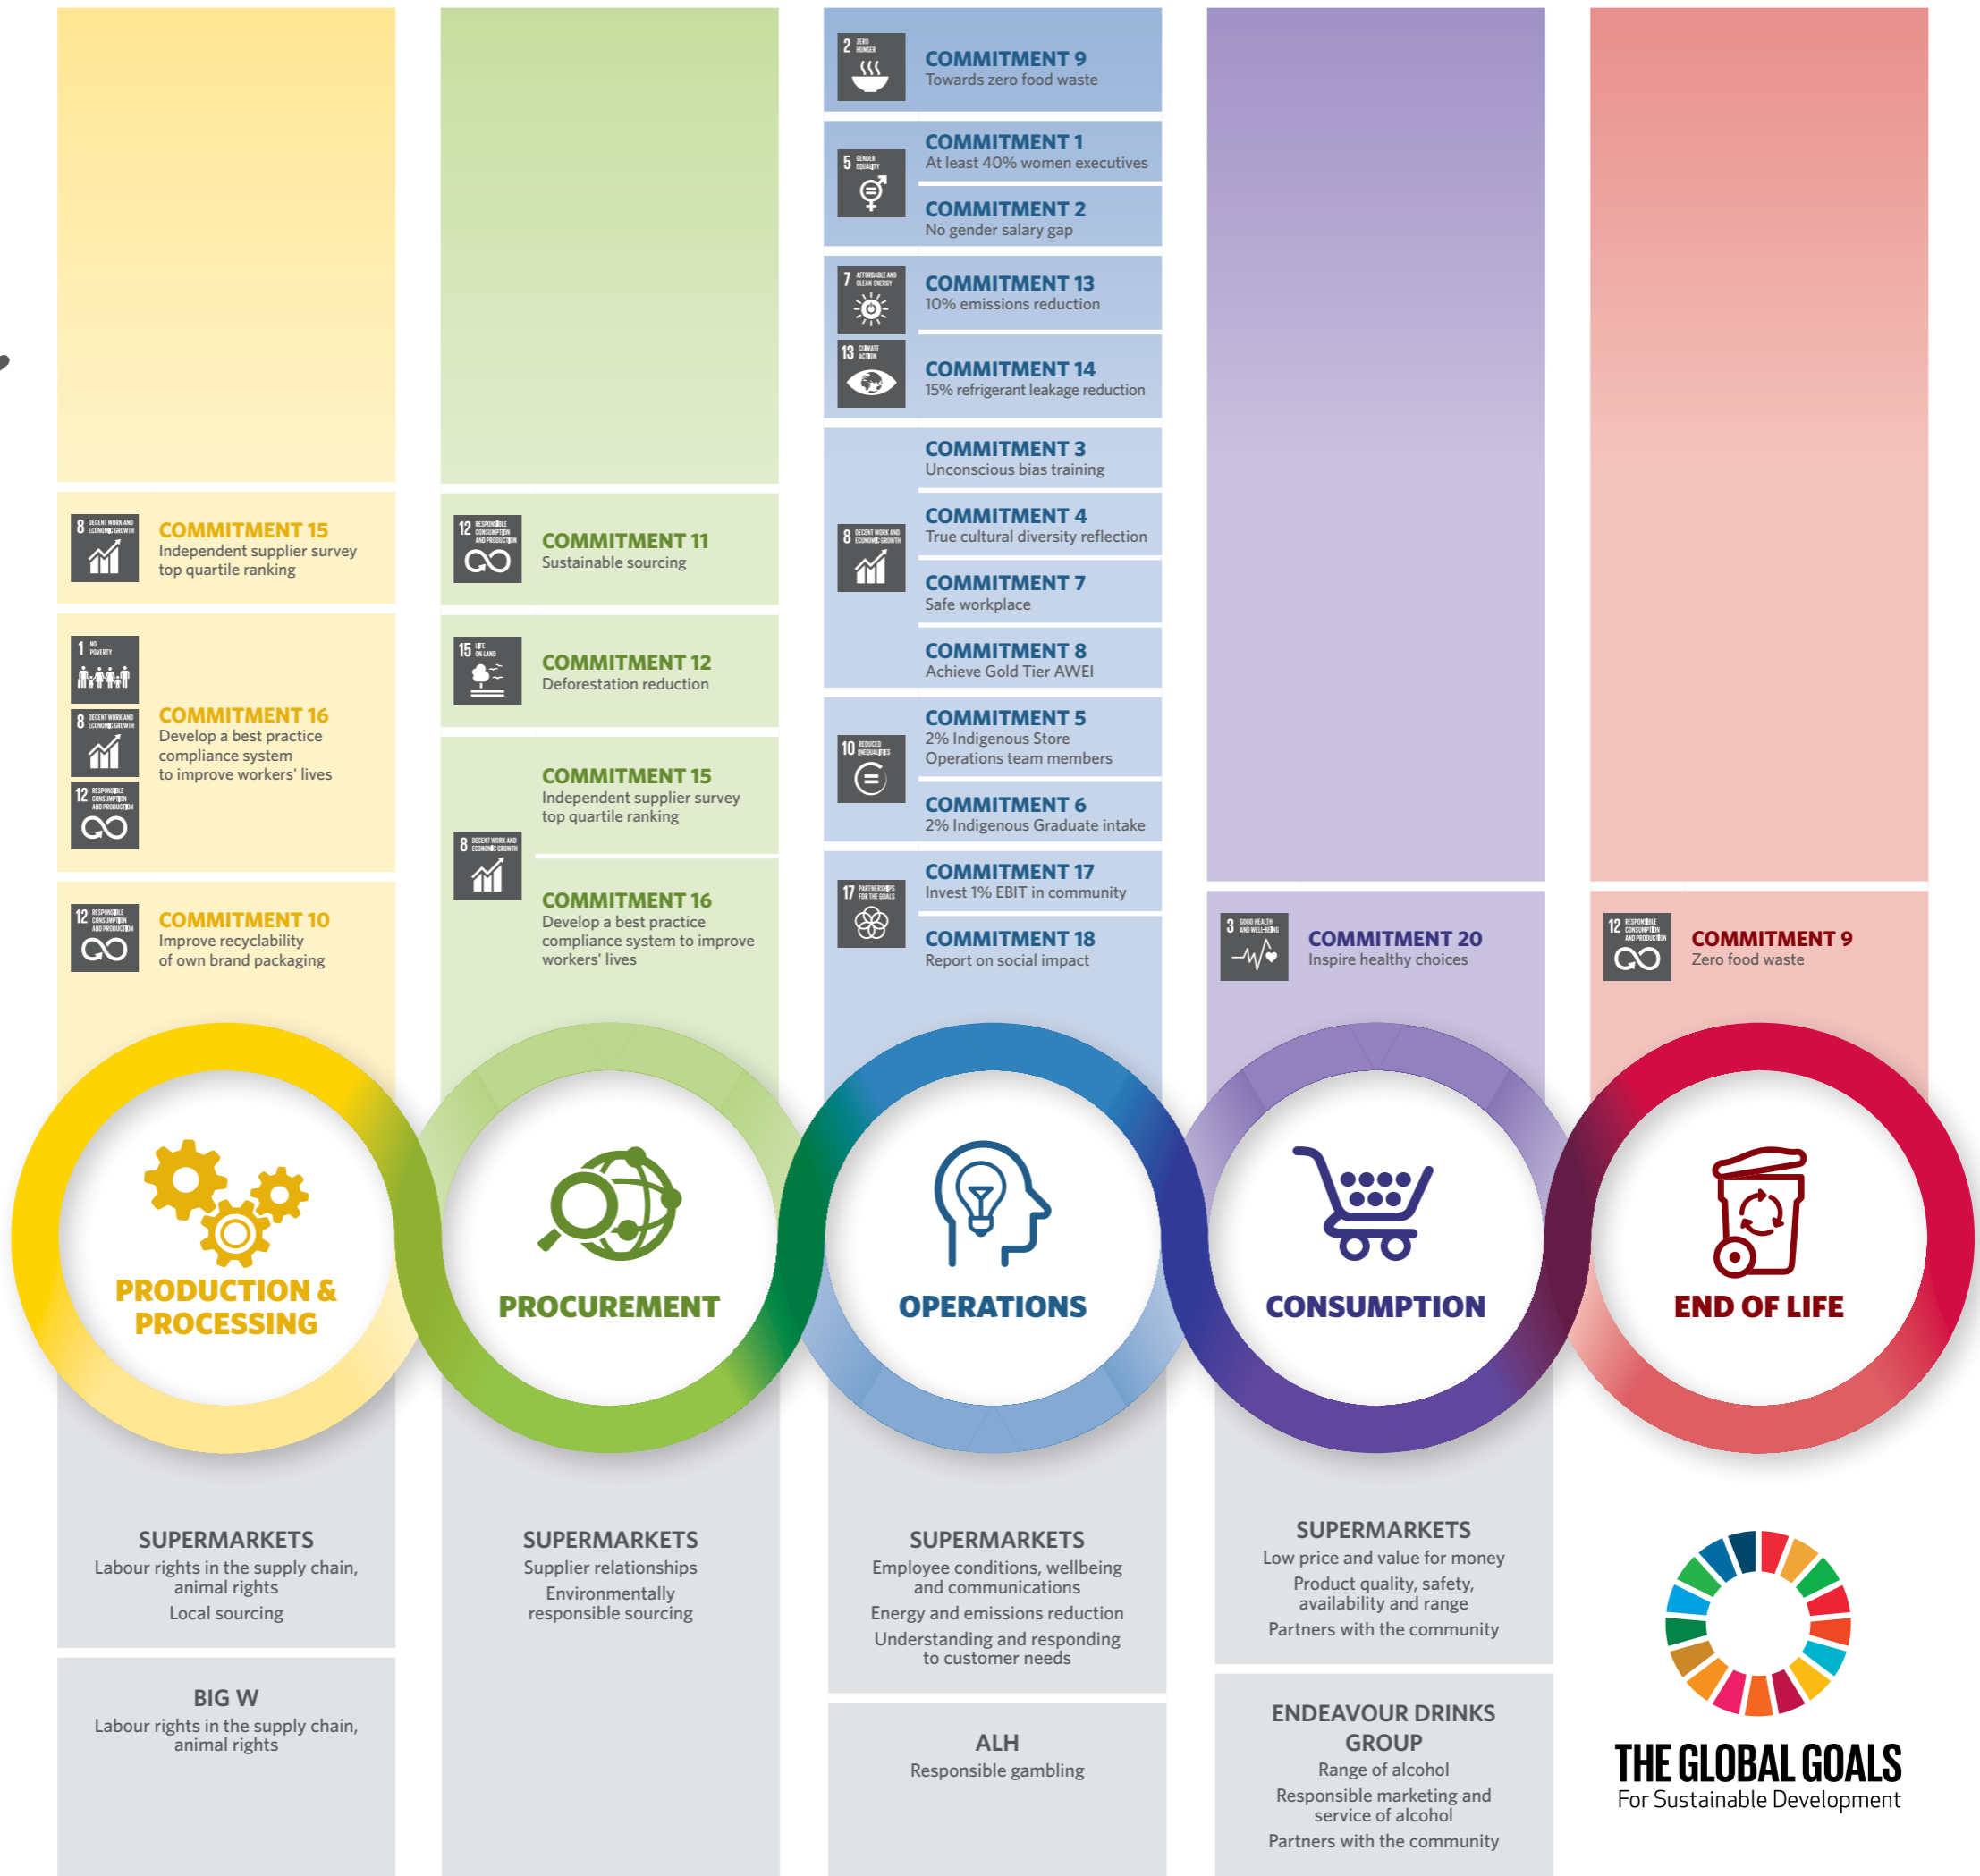 8 DECENT WORK AND
ECONOMIC GROWTH
COMMITMENT 15
Independent supplier survey
top quartile ranking
1 NO
POVERTY
8 DECENT WORK AND
ECONOMIC GROWTH
12 RESPONSIBLE
CONSUMPTION
AND PRODUCTION
COMMITMENT 16
Develop a best practice
compliance system
to improve workers' lives
12 RESPONSIBLE
CONSUMPTION
AND PRODUCTION
COMMITMENT 10
Improve recyclability
of own brand packaging
PRODUCTION &
PROCESSING
SUPERMARKETS
Labour rights in the supply chain,
animal rights
Local sourcing
BIG W
Labour rights in the supply chain,
animal rights
12 RESPONSIBLE
CONSUMPTION
AND PRODUCTION
COMMITMENT 11
Sustainable sourcing
15 LIFE
ON LAND
COMMITMENT 12
Deforestation reduction
8 DECENT WORK AND
ECONOMIC GROWTH
COMMITMENT 15
Independent supplier survey
top quartile ranking
COMMITMENT 16
Develop a best practice
compliance system to improve
workers' lives
PROCUREMENT
SUPERMARKETS
Supplier relationships
Environmentally
responsible sourcing
2 ZERO
HUNGER
COMMITMENT 9
Towards zero food waste
5 GENDER
EQUALITY
COMMITMENT 1
At least 40% women executives
COMMITMENT 2
No gender salary gap
7 AFFORDABLE AND
CLEAN ENERGY
13 CLIMATE
ACTION
COMMITMENT 13
10% emissions reduction
COMMITMENT 14
15% refrigerant leakage reduction
8 DECENT WORK AND
ECONOMIC GROWTH
COMMITMENT 3
Unconscious bias training
COMMITMENT 4
True cultural diversity reflection
COMMITMENT 7
Safe workplace
COMMITMENT 8
Achieve Gold Tier AWEI
10 REDUCED
INEQUALITIES
COMMITMENT 5
2% Indigenous Store
Operations team members
COMMITMENT 6
2% Indigenous Graduate intake
17 PARTNERSHIPS
FOR THE GOALS
COMMITMENT 17
Invest 1% EBIT in community
COMMITMENT 18
Report on social impact
OPERATIONS
SUPERMARKETS
Employee conditions, wellbeing
and communications
Energy and emissions reduction
Understanding and responding
to customer needs
ALH
Responsible gambling
3 GOOD HEALTH
AND WELL-BEING
COMMITMENT 20
Inspire healthy choices
CONSUMPTION
SUPERMARKETS
Low price and value for money
Product quality, safety,
availability and range
Partners with the community
ENDEAVOUR DRINKS
GROUP
Range of alcohol
Responsible marketing and
service of alcohol
Partners with the community
12 RESPONSIBLE
CONSUMPTION
AND PRODUCTION
COMMITMENT 9
Zero food waste
END OF LIFE
THE GLOBAL GOALS
For Sustainable Development